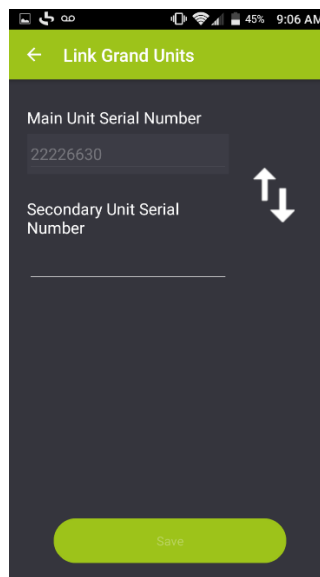 45% 9:06 AM
Link Grand Units
Main Unit Serial Number
22226630
Secondary Unit Serial
Number
Save